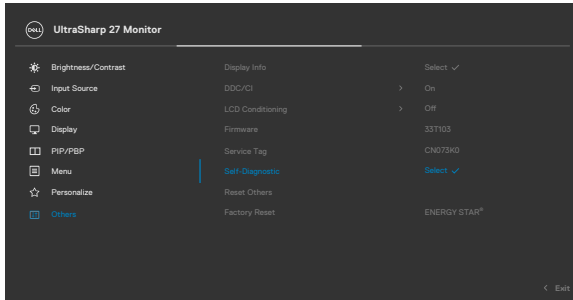 DELL UltraSharp 27 Monitor
Brightness/Contrast Display Info Select ✓
Input Source DDC/CI > On
Color LCD Conditioning > Off
Display Firmware 33T103
PIP/PBP Service Tag CN073K0
Menu Self-Diagnostic Select ✓
Personalize Reset Others
Others Factory Reset ENERGY STAR®
< Exit